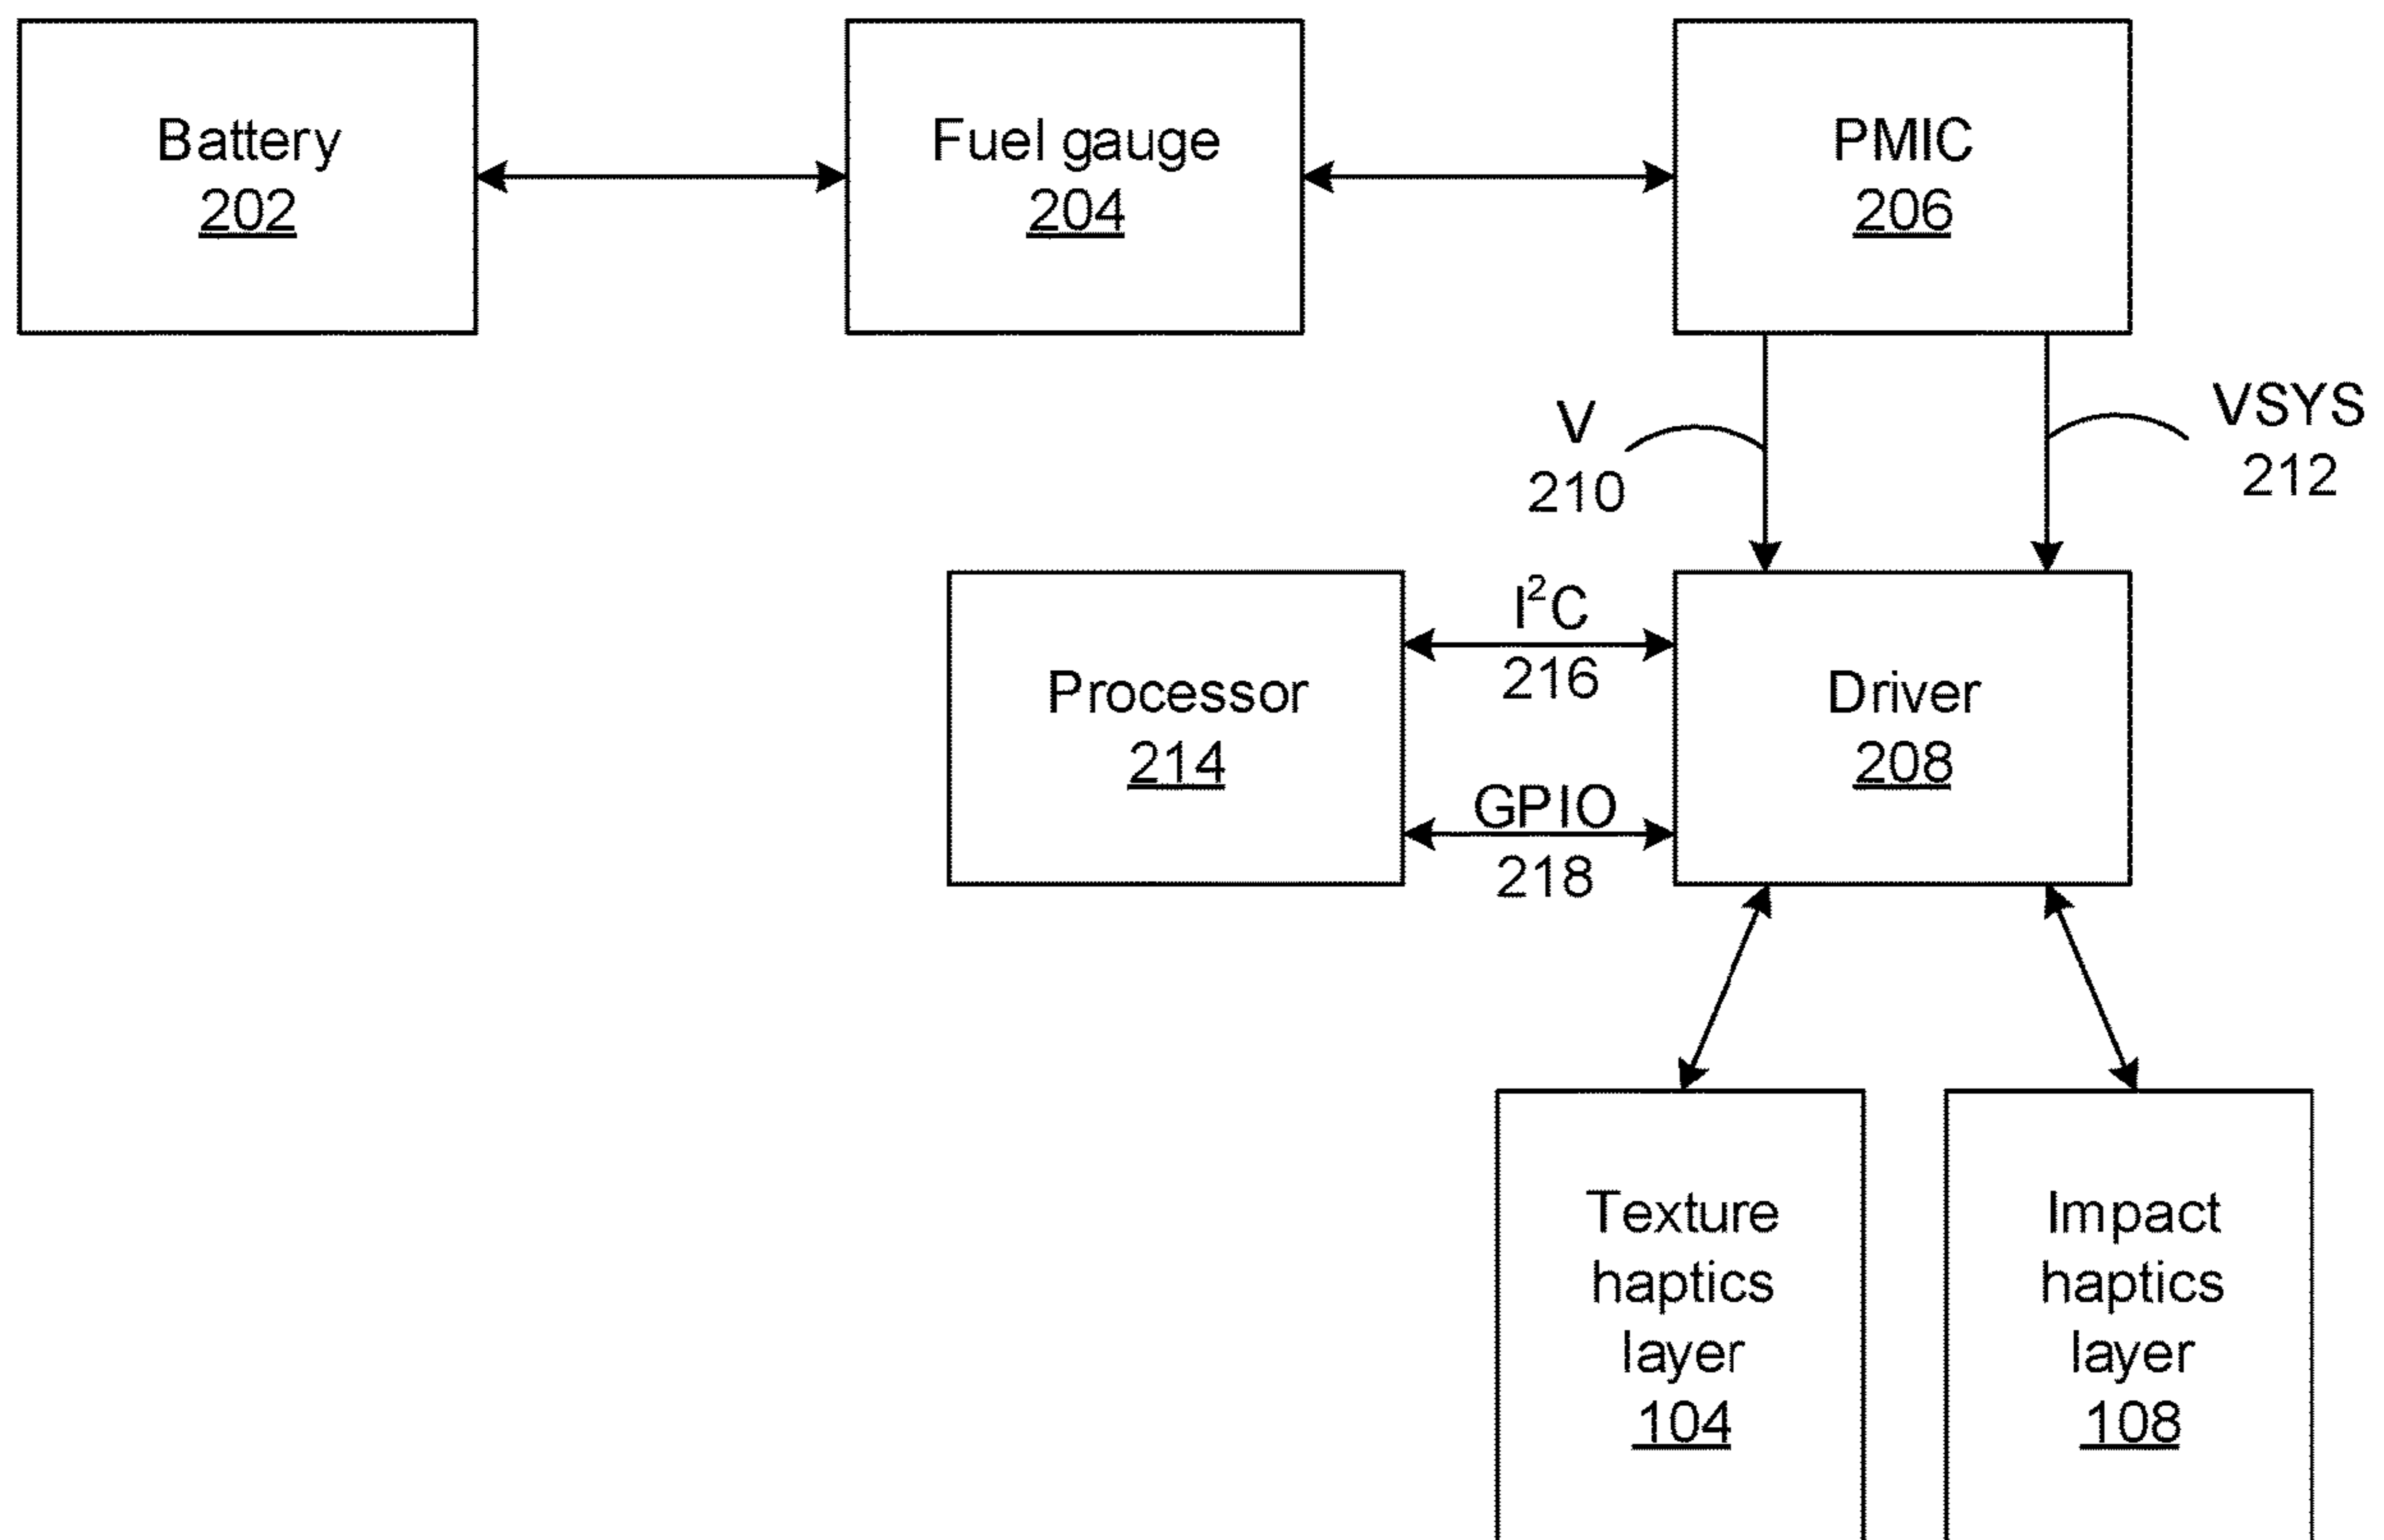 Battery
202
Fuel gauge
204
PMIC
206
V
210
VSYS
212
Processor
214
I²C
216
GPIO
218
Driver
208
Texture
haptics
layer
104
Impact
haptics
layer
108